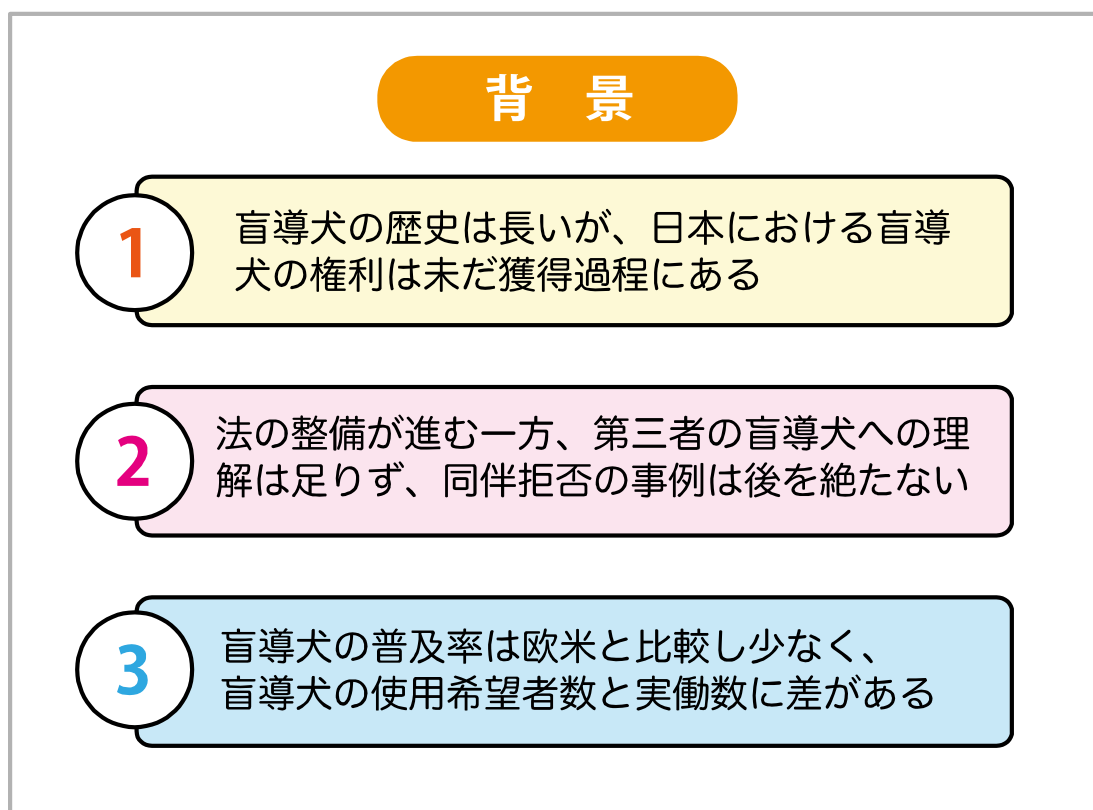 背　景
1
盲導犬の歴史は長いが、日本における盲導
犬の権利は未だ獲得過程にある
2
法の整備が進む一方、第三者の盲導犬への理
解は足りず、同伴拒否の事例は後を絶たない
3
盲導犬の普及率は欧米と比較し少なく、
盲導犬の使用希望者数と実働数に差がある